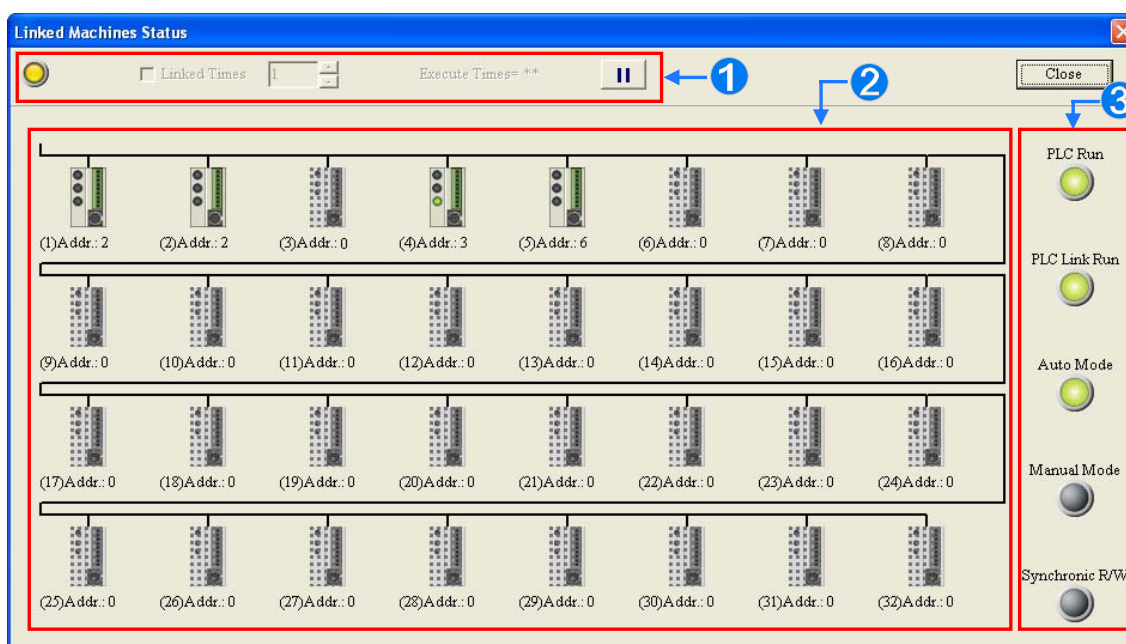 Linked Machines Status
Linked Times 1 Execute Times= ** Close
1
2
3
PLC Run
(1)Addr.: 2 (2)Addr.: 2 (3)Addr.: 0 (4)Addr.: 3 (5)Addr.: 6 (6)Addr.: 0 (7)Addr.: 0 (8)Addr.: 0
PLC Link Run
(9)Addr.: 0 (10)Addr.: 0 (11)Addr.: 0 (12)Addr.: 0 (13)Addr.: 0 (14)Addr.: 0 (15)Addr.: 0 (16)Addr.: 0
Auto Mode
(17)Addr.: 0 (18)Addr.: 0 (19)Addr.: 0 (20)Addr.: 0 (21)Addr.: 0 (22)Addr.: 0 (23)Addr.: 0 (24)Addr.: 0
Manual Mode
Synchronic R/W
(25)Addr.: 0 (26)Addr.: 0 (27)Addr.: 0 (28)Addr.: 0 (29)Addr.: 0 (30)Addr.: 0 (31)Addr.: 0 (32)Addr.: 0